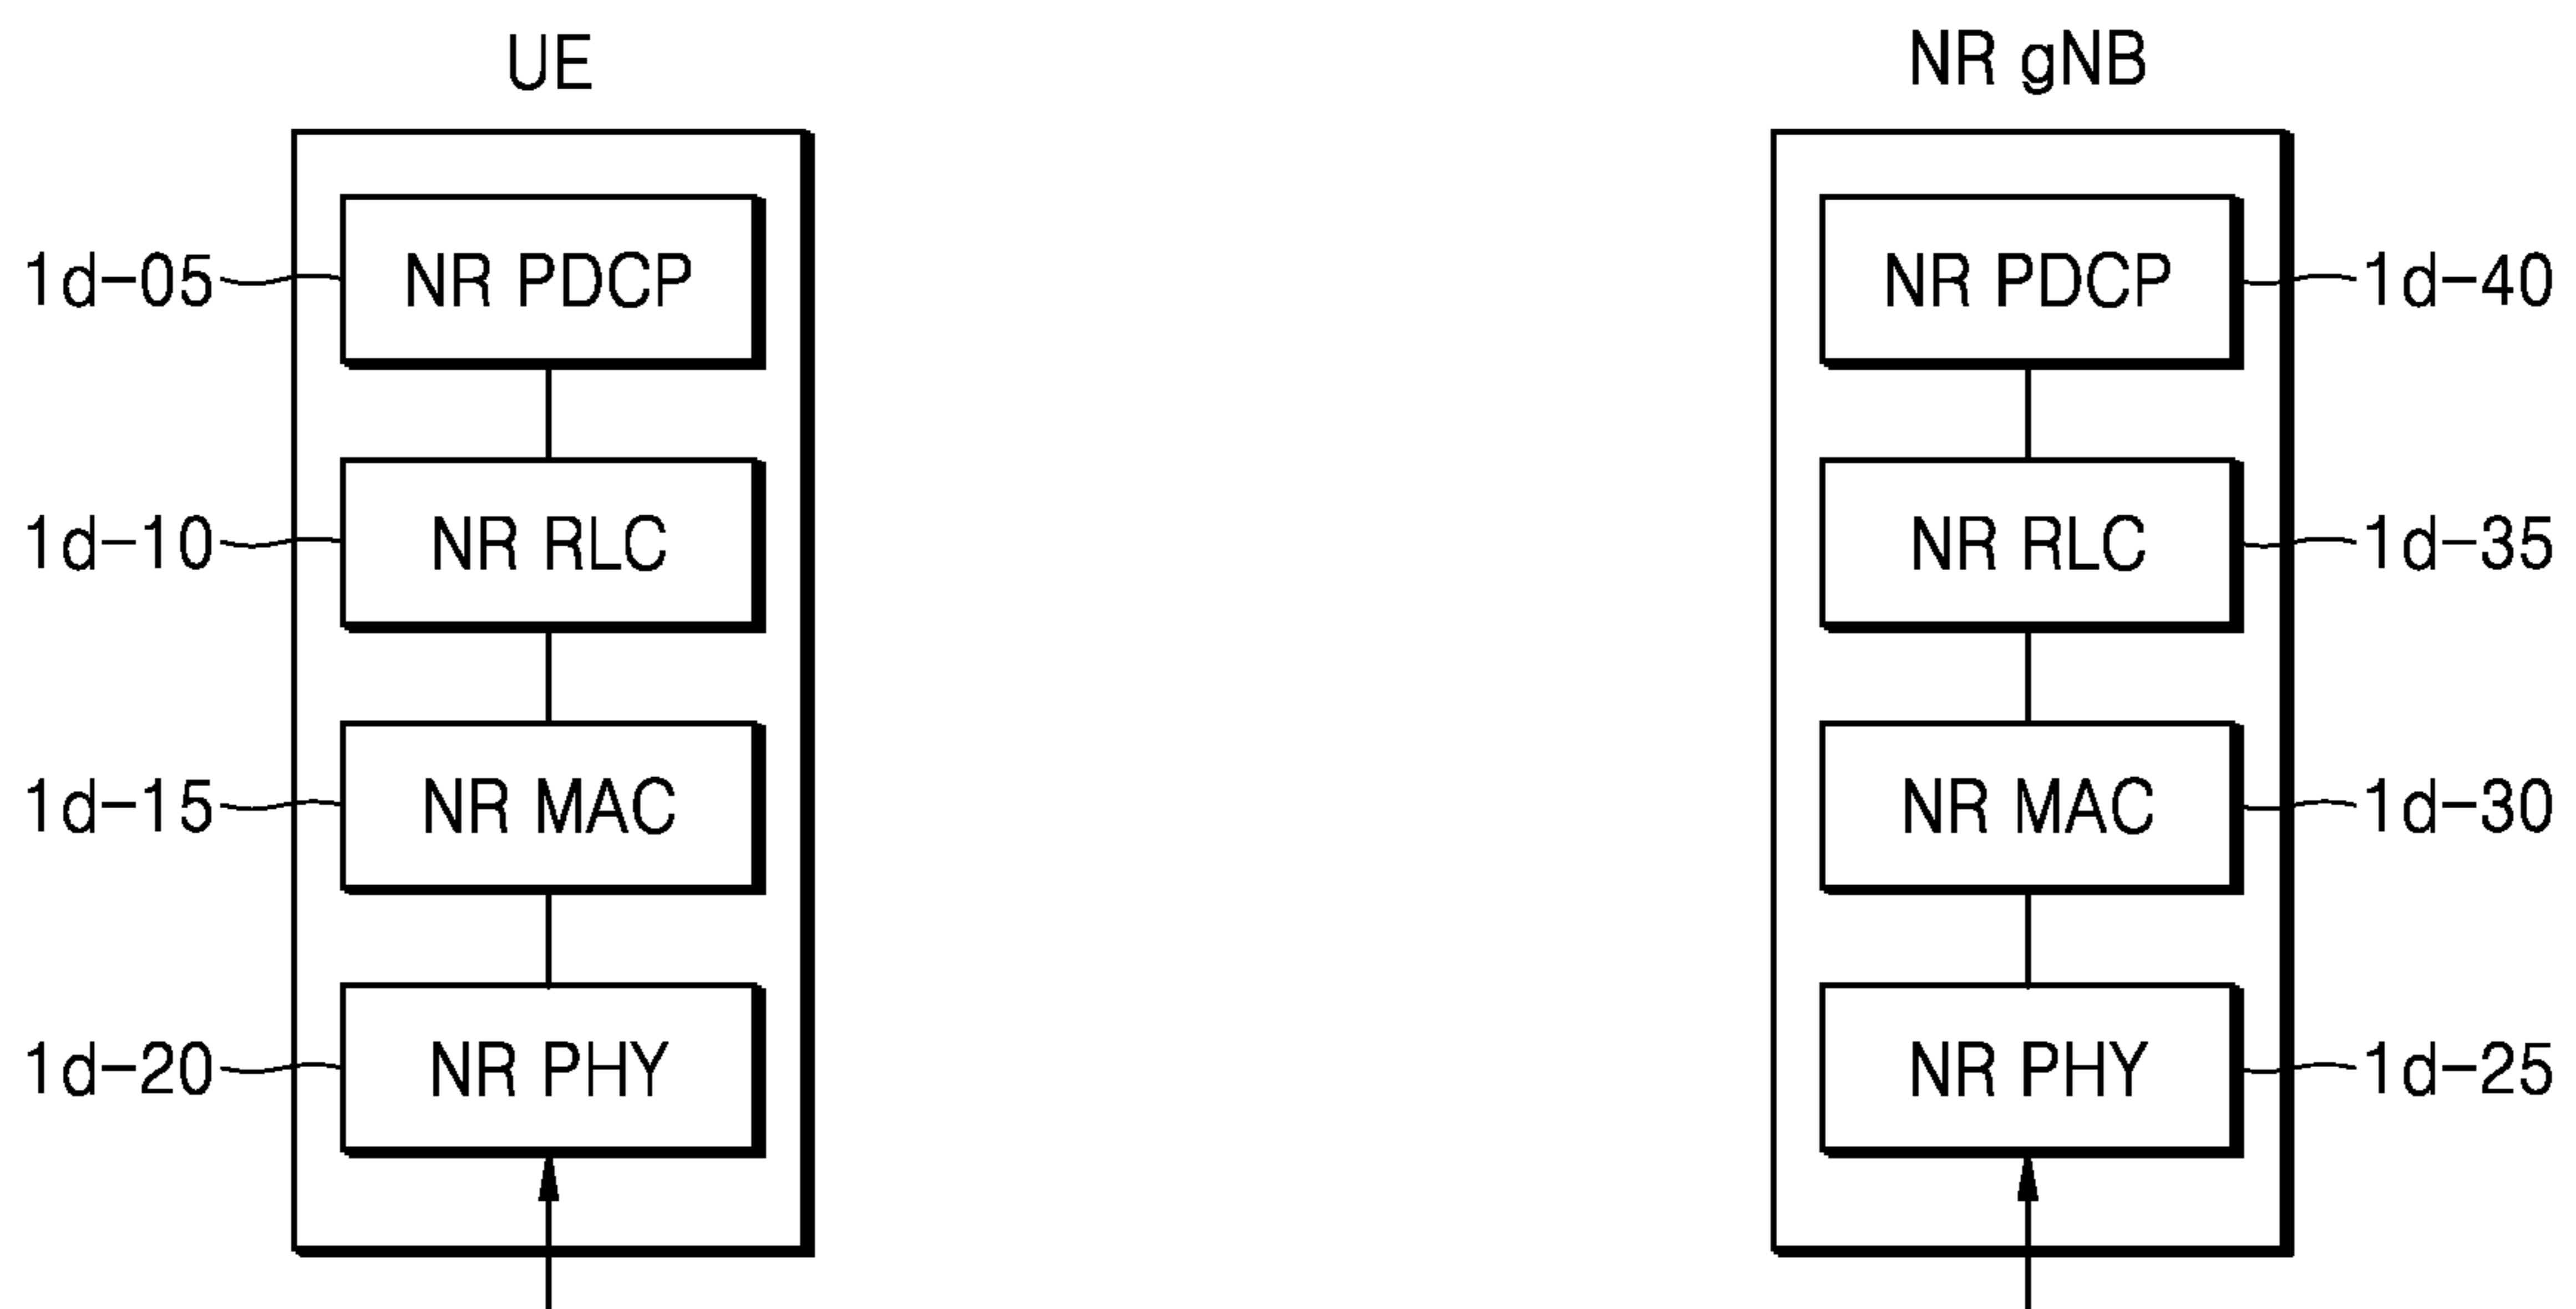 UE
NR gNB
1d-05
NR PDCP
NR PDCP
1d-40
1d-10
NR RLC
NR RLC
1d-35
1d-15
NR MAC
NR MAC
1d-30
1d-20
NR PHY
NR PHY
1d-25